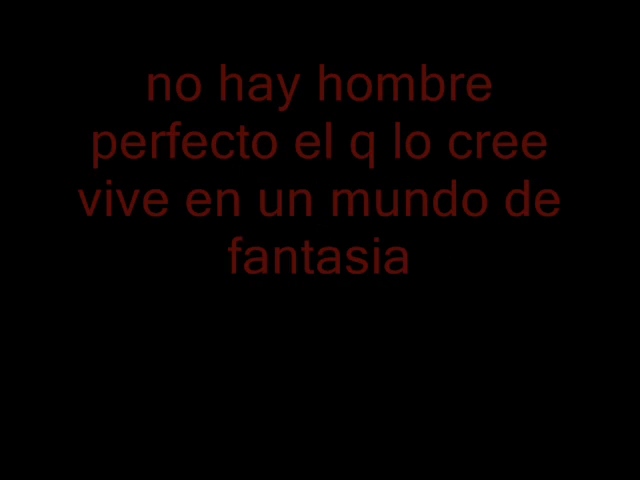 no hay hombre
perfecto el q lo cree
vive en un mundo de
fantasia